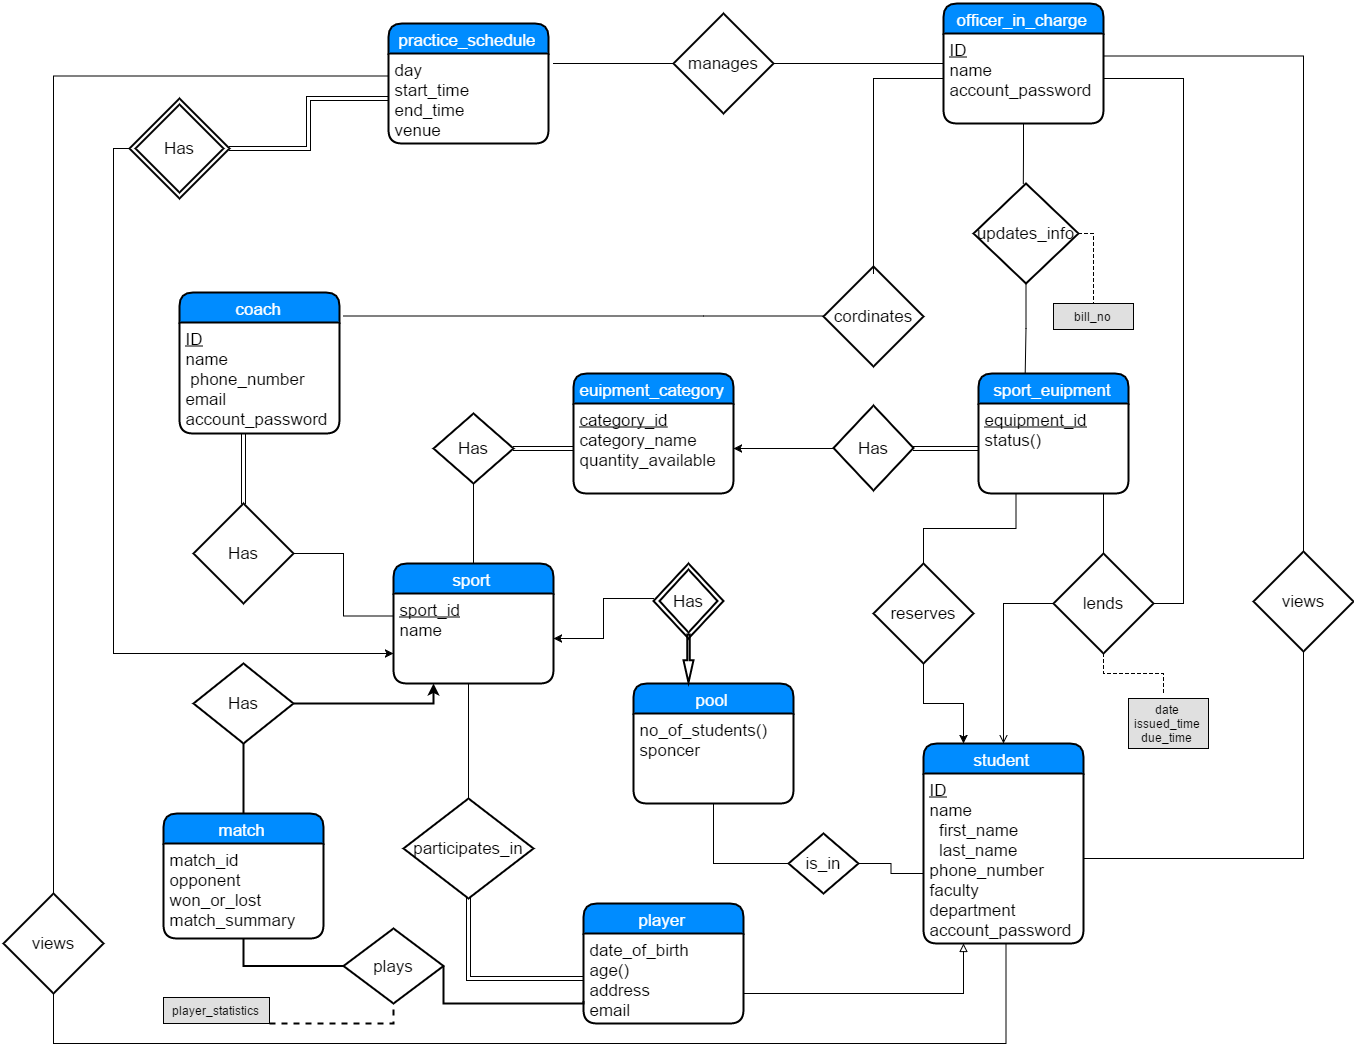 officer_in_charge
ID
name
account_password
practice_schedule
day
start_time
end_time
venue
manages
Has
updates_info
bill_no
coach
ID
name
phone_number
email
account_password
cordinates
euipment_category
category_id
category_name
quantity_available
sport_euipment
equipment_id
status()
Has
Has
Has
sport
sport_id
name
Has
reserves
lends
views
date
issued_time
due_time
Has
pool
no_of_students()
sponcer
student
ID
name
first_name
last_name
phone_number
faculty
department
account_password
match
match_id
opponent
won_or_lost
match_summary
participates_in
is_in
player
date_of_birth
age()
address
email
views
plays
player_statistics